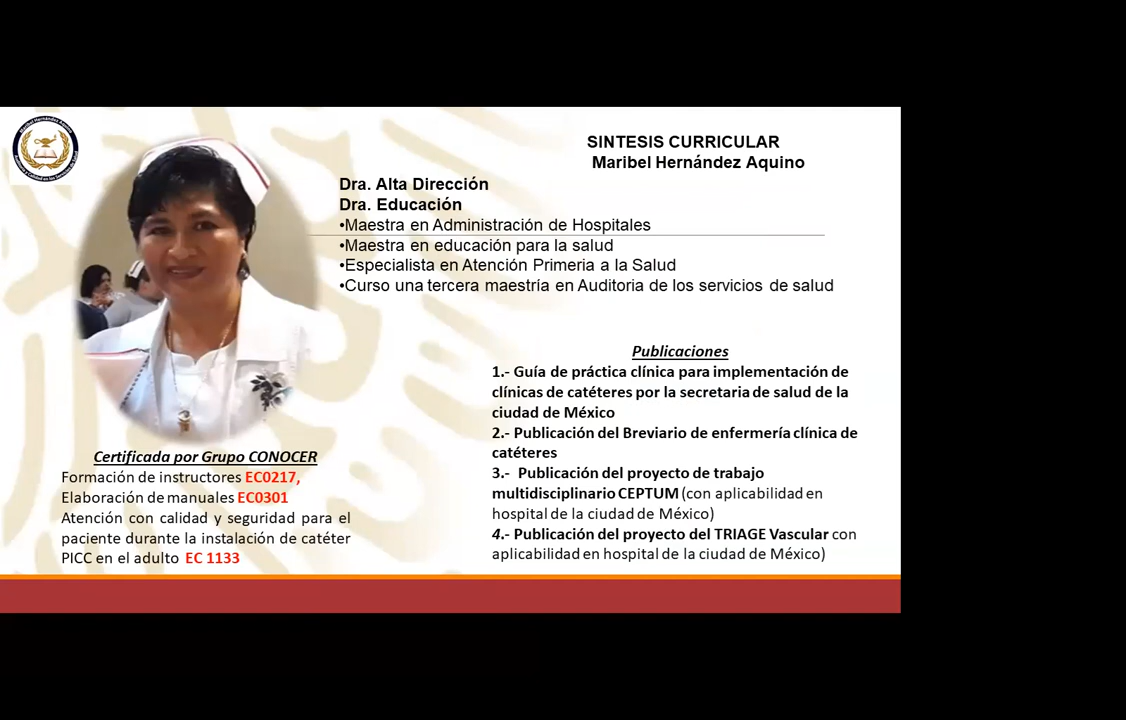 SINTESIS CURRICULAR
Maribel Hernández Aquino
Dra. Alta Dirección
Dra. Educación
•Maestra en Administración de Hospitales
•Maestra en educación para la salud
•Especialista en Atención Primeria a la Salud
•Curso una tercera maestría en Auditoria de los servicios de salud
Certificada por Grupo CONOCER
Formación de instructores EC0217,
Elaboración de manuales EC0301
Atención con calidad y seguridad para el
paciente durante la instalación de catéter
PICC en el adulto EC 1133
Publicaciones
1.- Guía de práctica clínica para implementación de
clínicas de catéteres por la secretaria de salud de la
ciudad de México
2.- Publicación del Breviario de enfermería clínica de
catéteres
3.- Publicación del proyecto de trabajo
multidisciplinario CEPTUM (con aplicabilidad en
hospital de la ciudad de México)
4.- Publicación del proyecto del TRIAGE Vascular con
aplicabilidad en hospital de la ciudad de México)